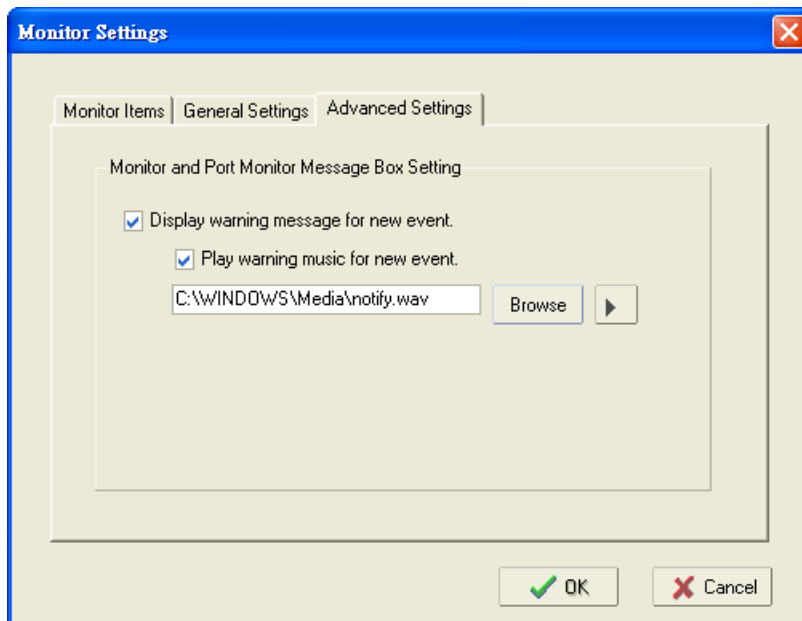 Monitor Settings
Monitor Items
General Settings
Advanced Settings
Monitor and Port Monitor Message Box Setting
Display warning message for new event.
Play warning music for new event.
C:\WINDOWS\Media\notify.wav
Browse
OK
Cancel